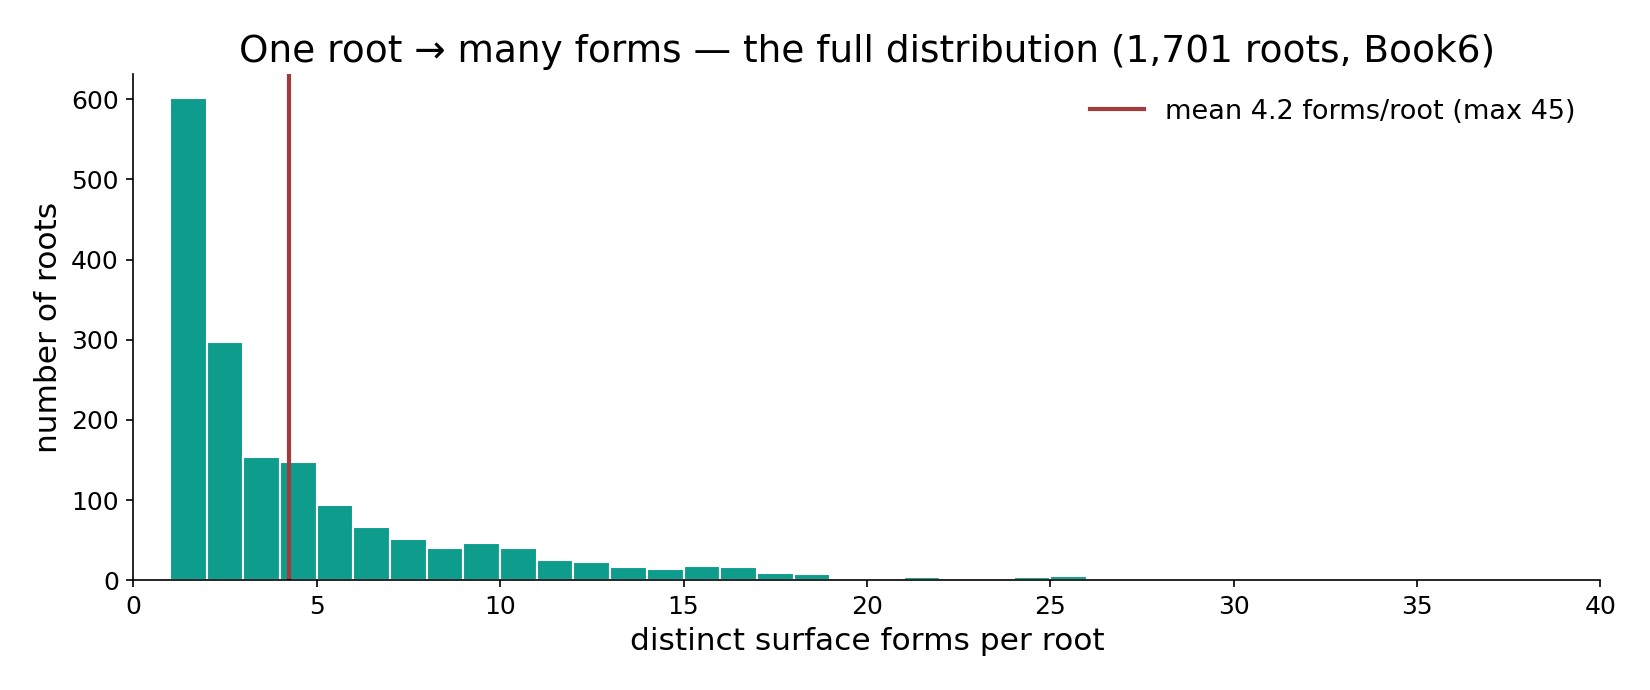 One root → many forms — the full distribution (1,701 roots, Book6)
mean 4.2 forms/root (max 45)
number of roots
600
500
400
300
200
100
0
0 5 10 15 20 25 30 35 40
distinct surface forms per root